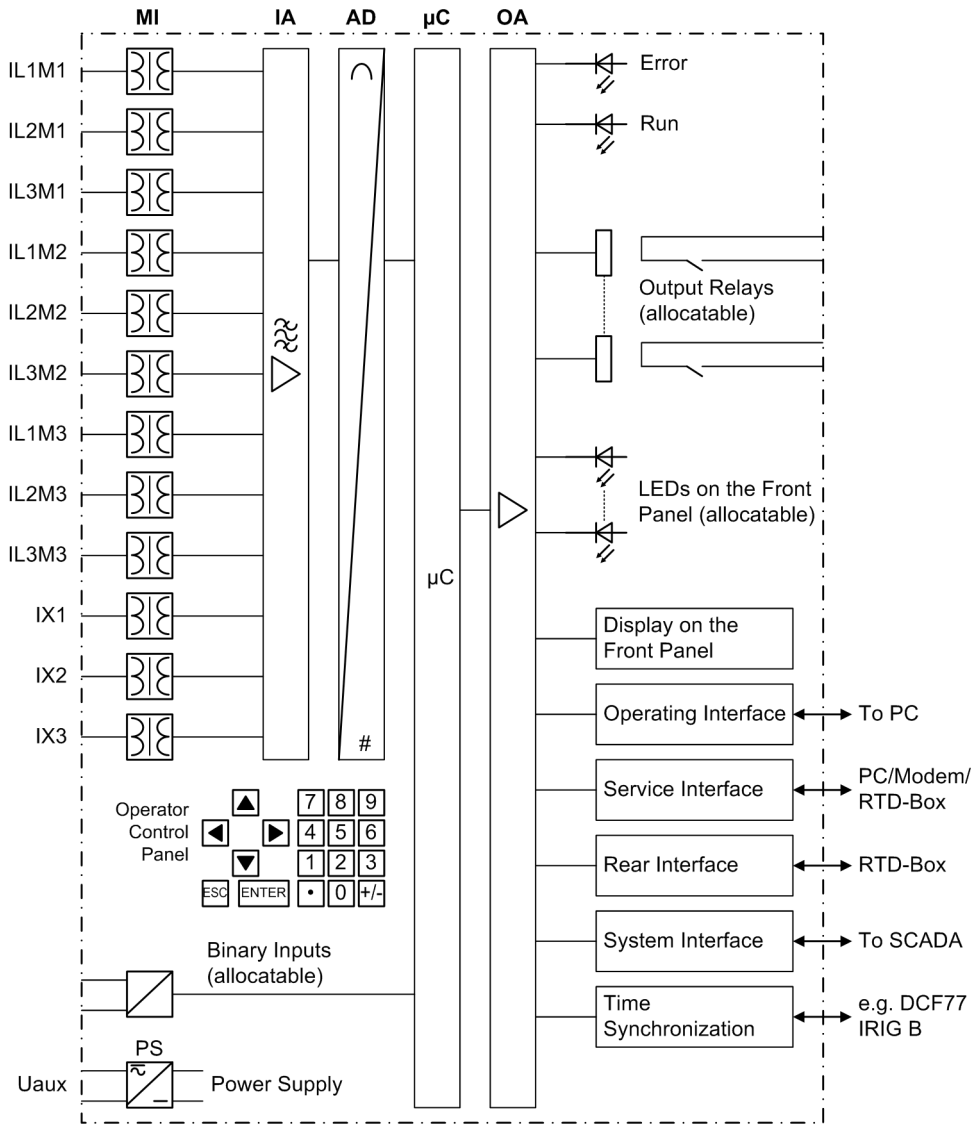 MI IA AD µC OA
IL1M1
IL2M1
IL3M1
IL1M2
IL2M2
IL3M2
IL1M3
IL2M3
IL3M3
IX1
IX2
IX3
#
µC
Error
Run
Output Relays
(allocatable)
LEDs on the Front
Panel (allocatable)
Display on the
Front Panel
Operating Interface
To PC
Service Interface
PC/Modem/
RTD-Box
Rear Interface
RTD-Box
System Interface
To SCADA
Time
Synchronization
e.g. DCF77
IRIG B
Operator
Control
Panel
7 8 9
4 5 6
1 2 3
ESC ENTER • 0 +/-
Binary Inputs
(allocatable)
PS
Uaux
Power Supply